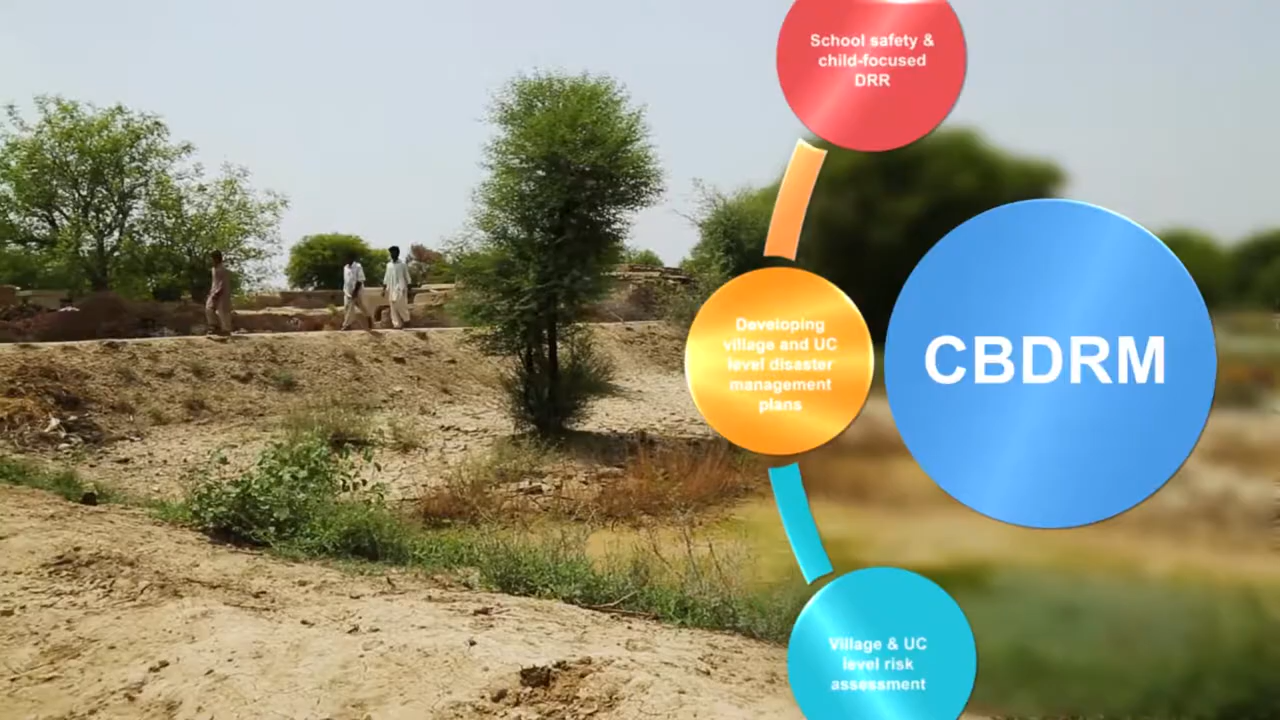 School safety &
child-focused
DRR
Developing
village and UC
level disaster
management
plans
CBDRM
Village & UC
level risk
assessment